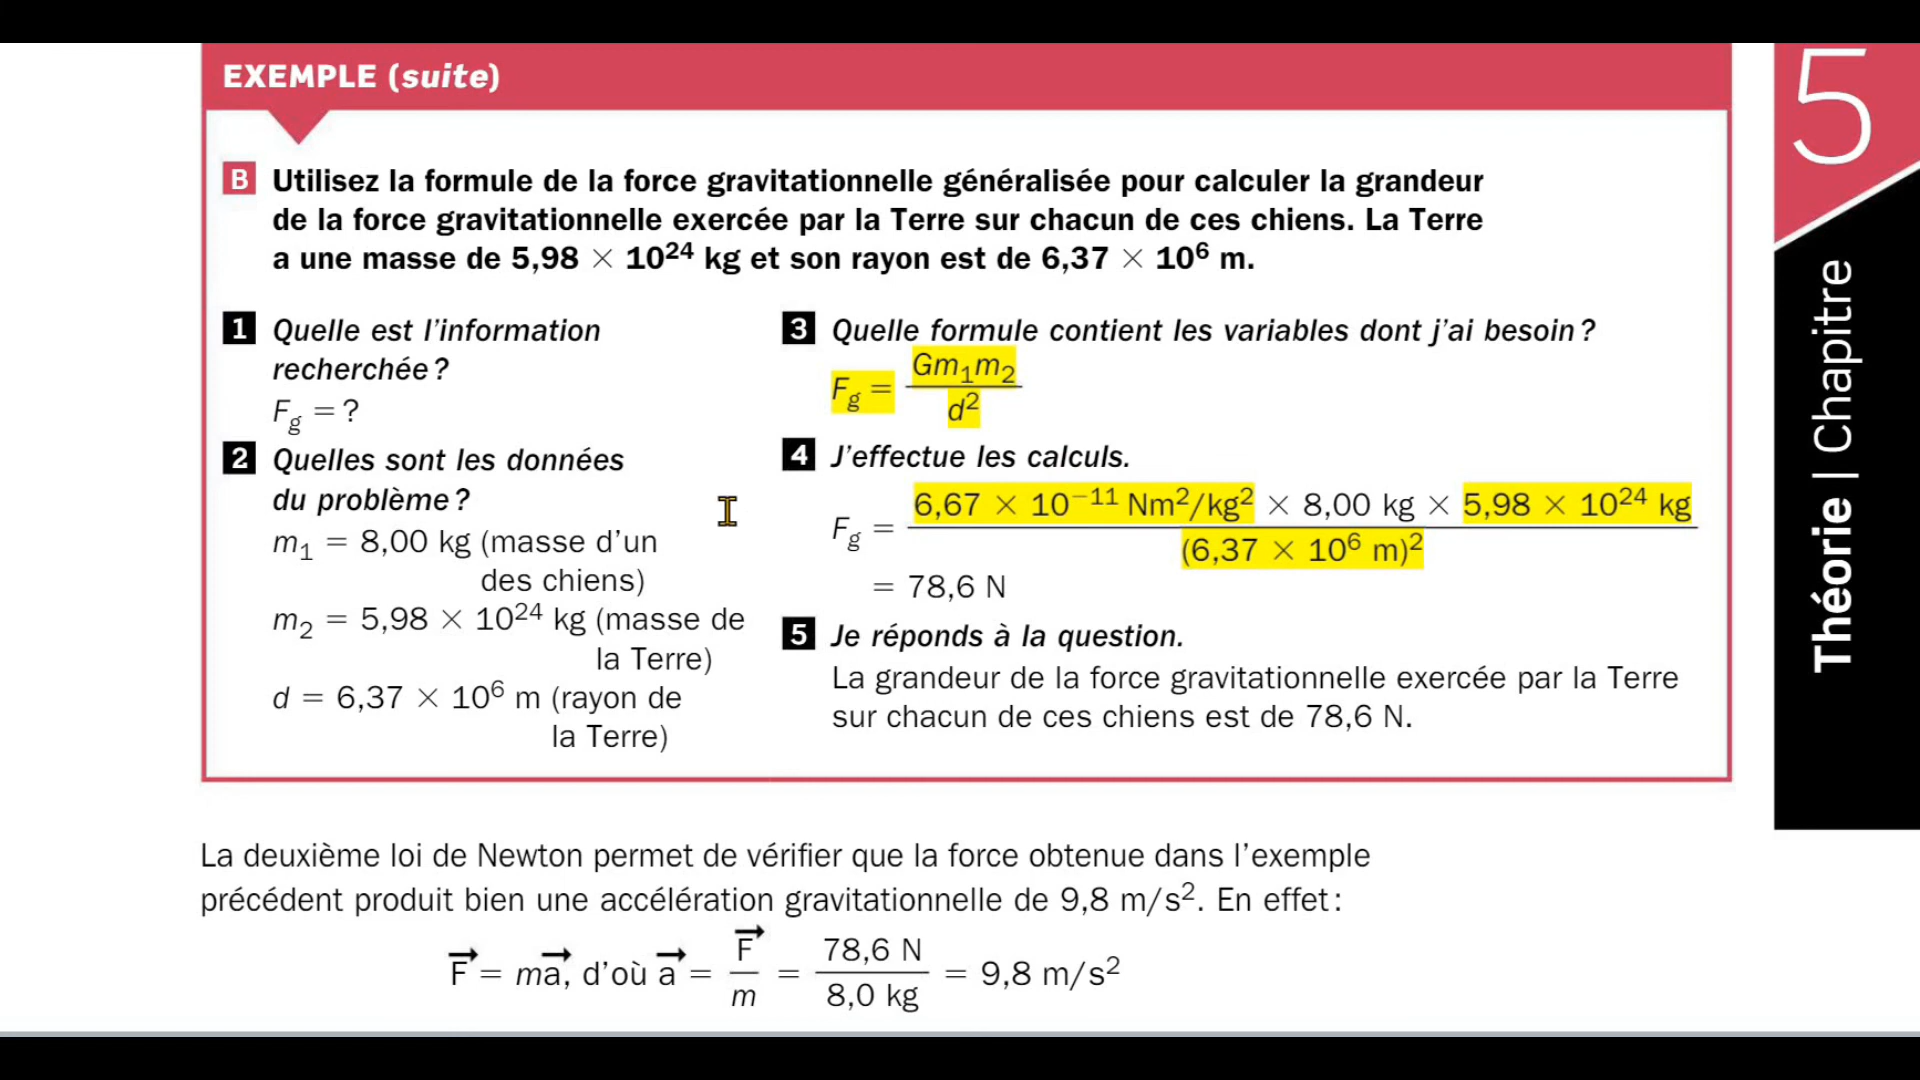 EXEMPLE (suite)
B Utilisez la formule de la force gravitationnelle généralisée pour calculer la grandeur
de la force gravitationnelle exercée par la Terre sur chacun de ces chiens. La Terre
a une masse de 5,98 × 10²⁴ kg et son rayon est de 6,37 × 10⁶ m.
1 Quelle est l’information
recherchée ?
F_g = ?
2 Quelles sont les données
du problème ?
m₁ = 8,00 kg (masse d’un
des chiens)
m₂ = 5,98 × 10²⁴ kg (masse de
la Terre)
d = 6,37 × 10⁶ m (rayon de
la Terre)
3 Quelle formule contient les variables dont j’ai besoin ?
F_g = Gm₁m₂ / d²
4 J’effectue les calculs.
F_g = 6,67 × 10⁻¹¹ Nm²/kg² × 8,00 kg × 5,98 × 10²⁴ kg / (6,37 × 10⁶ m)²
= 78,6 N
5 Je réponds à la question.
La grandeur de la force gravitationnelle exercée par la Terre
sur chacun de ces chiens est de 78,6 N.
La deuxième loi de Newton permet de vérifier que la force obtenue dans l’exemple
précédent produit bien une accélération gravitationnelle de 9,8 m/s². En effet :
F⃗ = ma⃗, d’où a⃗ = F⃗ / m = 78,6 N / 8,0 kg = 9,8 m/s²
5
Théorie | Chapitre